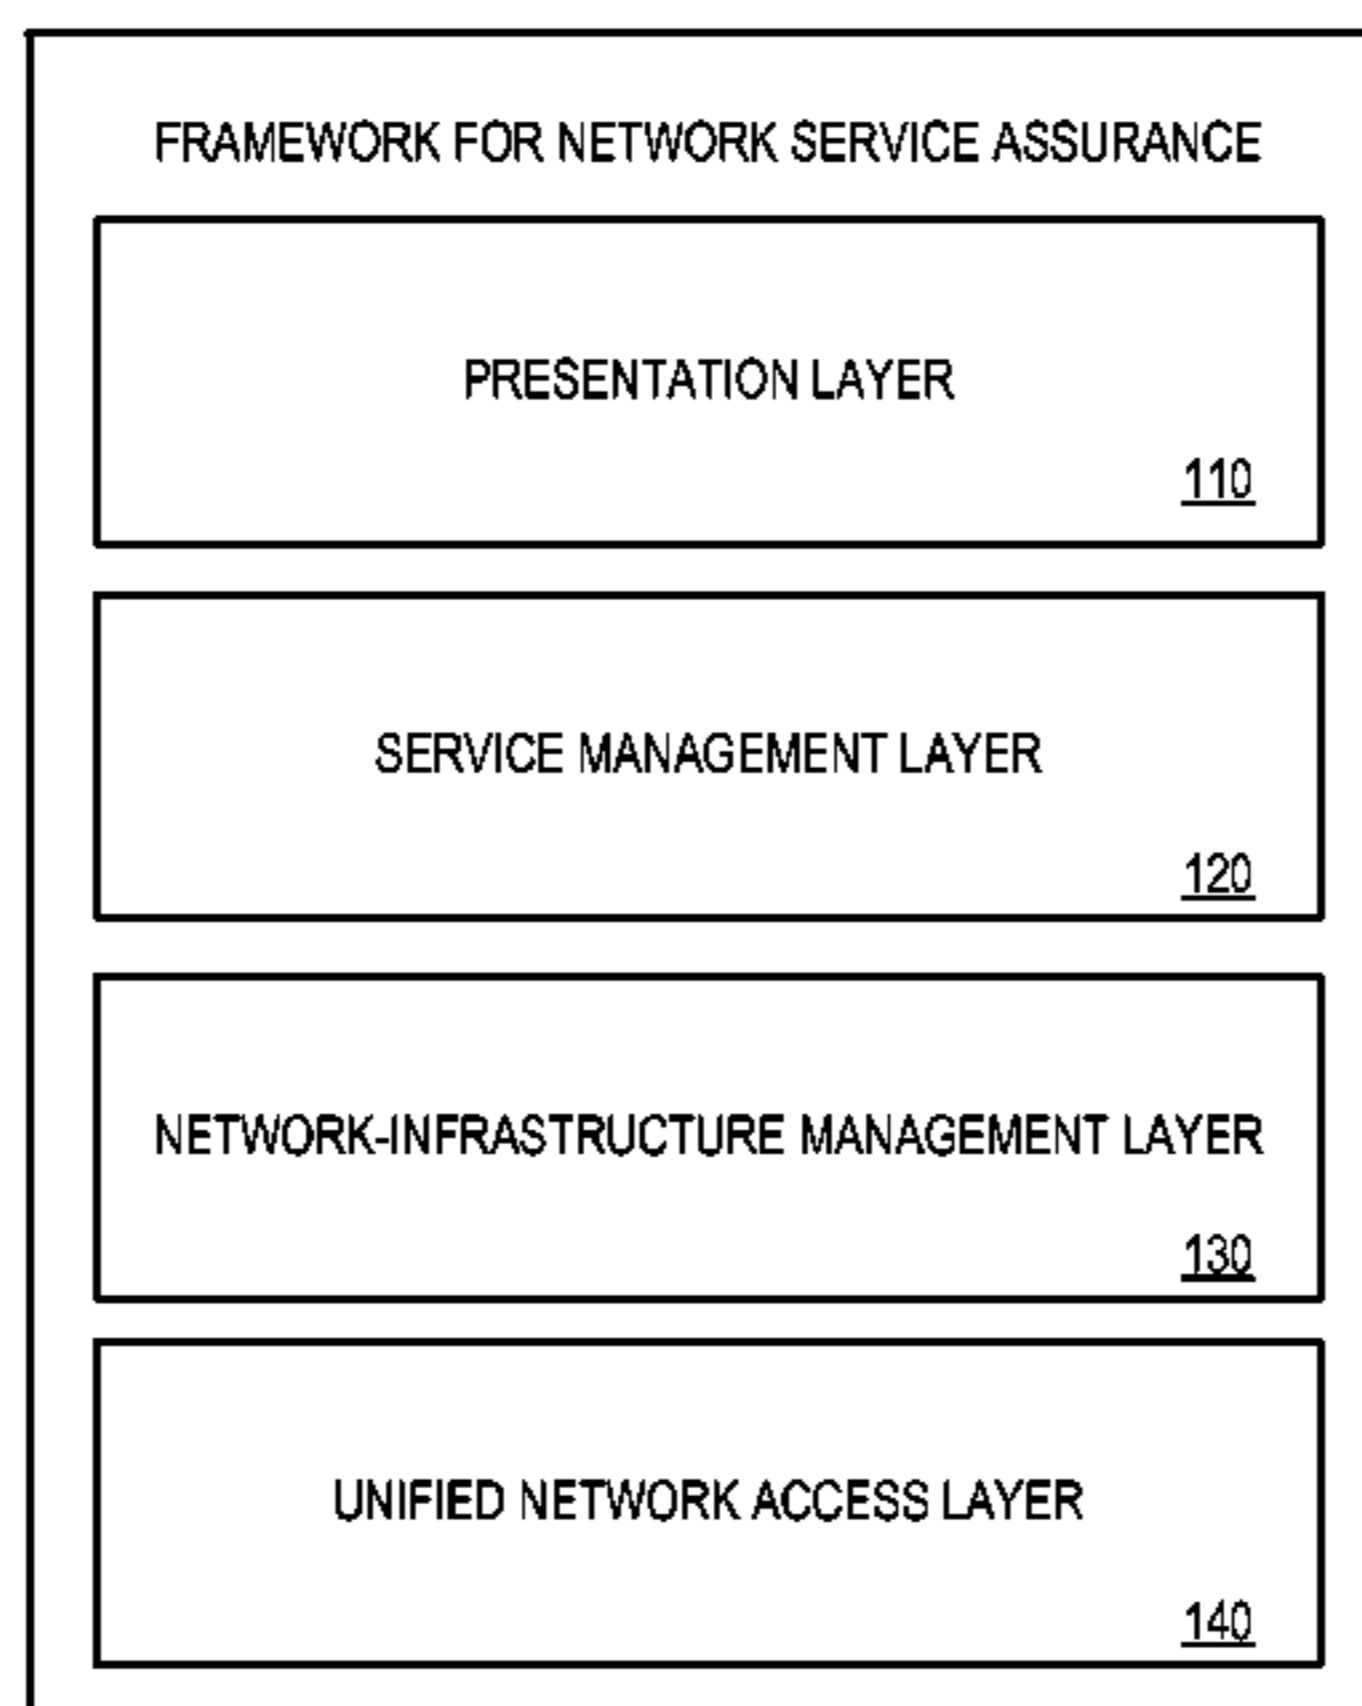 FRAMEWORK FOR NETWORK SERVICE ASSURANCE
PRESENTATION LAYER
110
SERVICE MANAGEMENT LAYER
120
NETWORK-INFRASTRUCTURE MANAGEMENT LAYER
130
UNIFIED NETWORK ACCESS LAYER
140